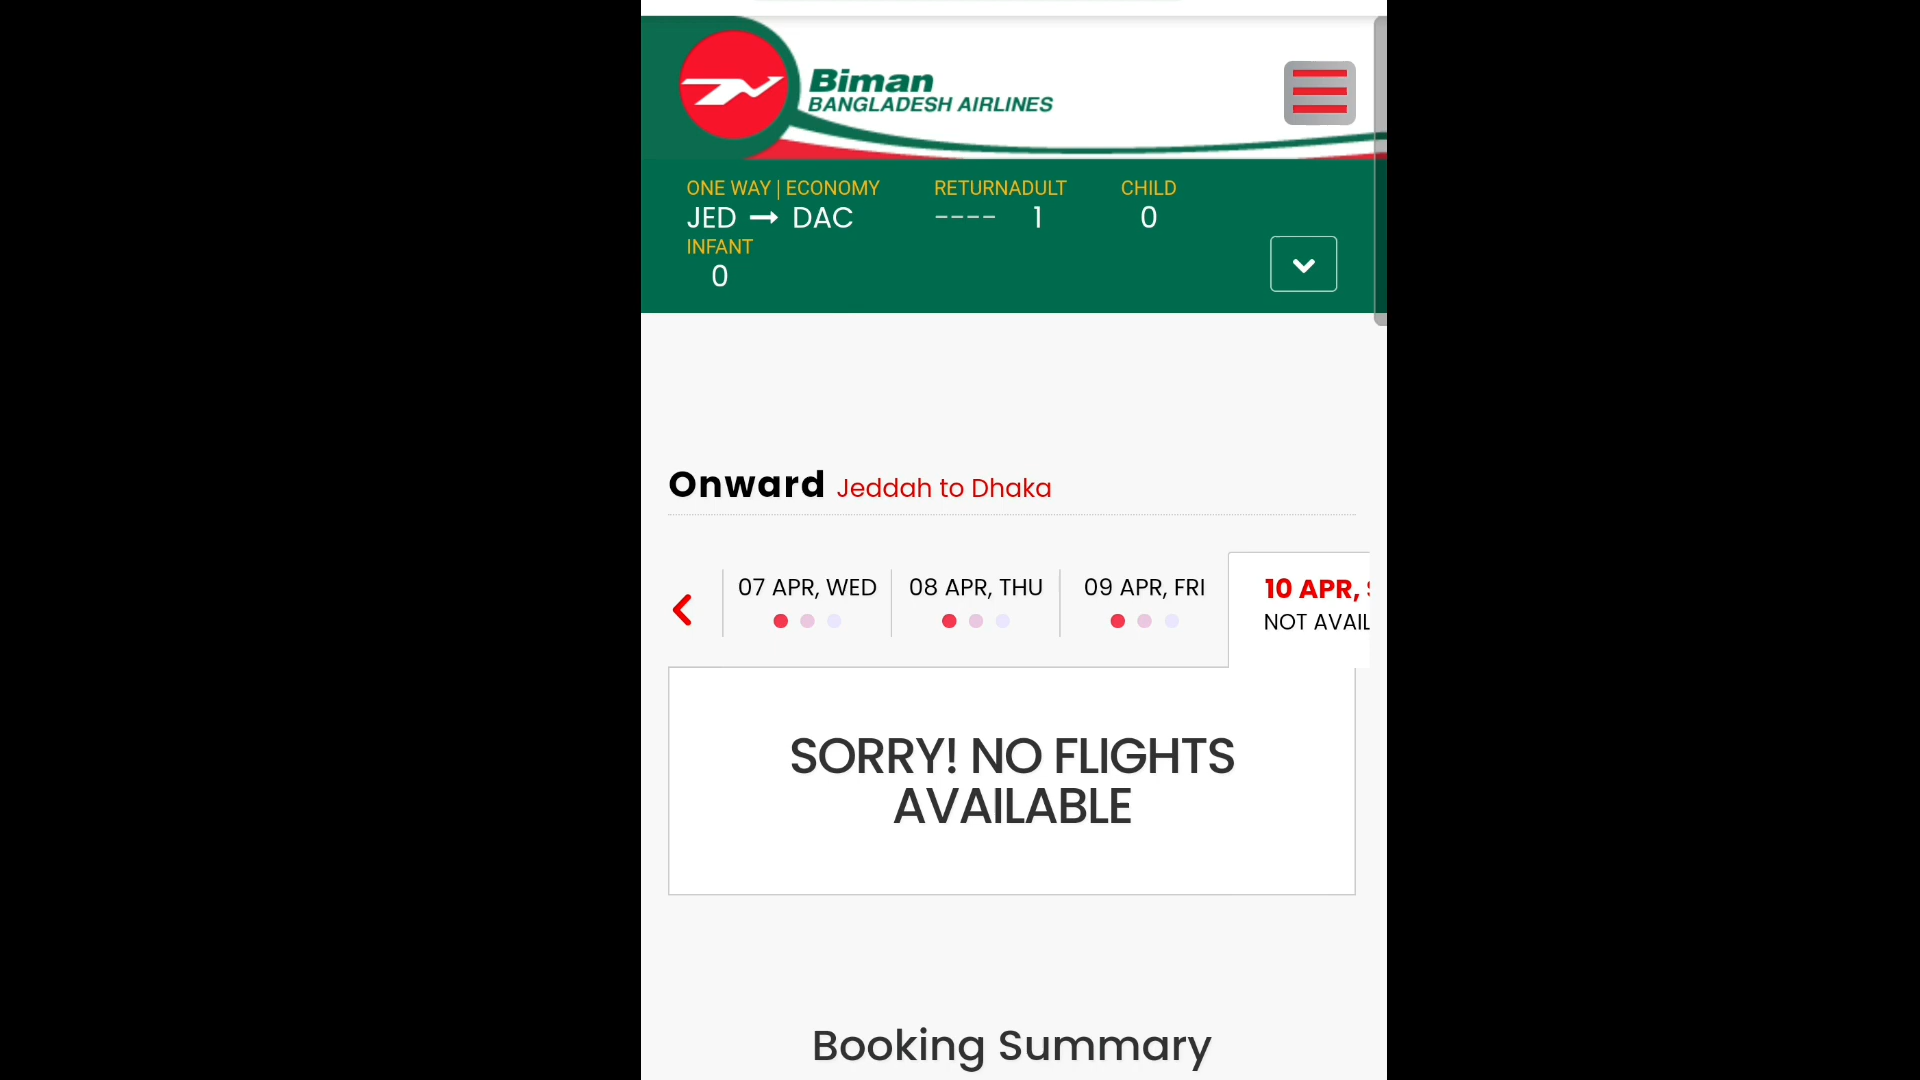 Biman
BANGLADESH AIRLINES
ONE WAY | ECONOMY RETURNADULT CHILD
JED → DAC ---- 1 0
INFANT
0
Onward Jeddah to Dhaka
07 APR, WED 08 APR, THU 09 APR, FRI 10 APR,
NOT AVAIL
SORRY! NO FLIGHTS
AVAILABLE
Booking Summary